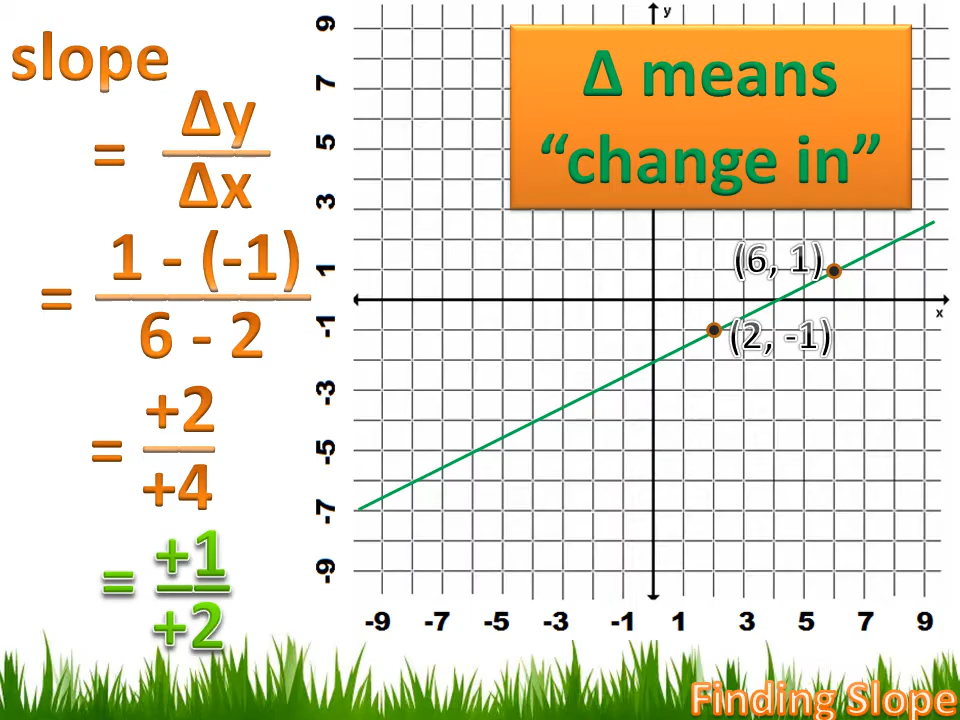 slope
= Δy
Δx
= 1 - (-1)
6 - 2
= +2
+4
= +1
+2
Δ means
“change in”
y
x
9
7
5
3
1
-1
-3
-5
-7
-9
(6, 1)
(2, -1)
-9 -7 -5 -3 -1 1 3 5 7 9
Finding Slope